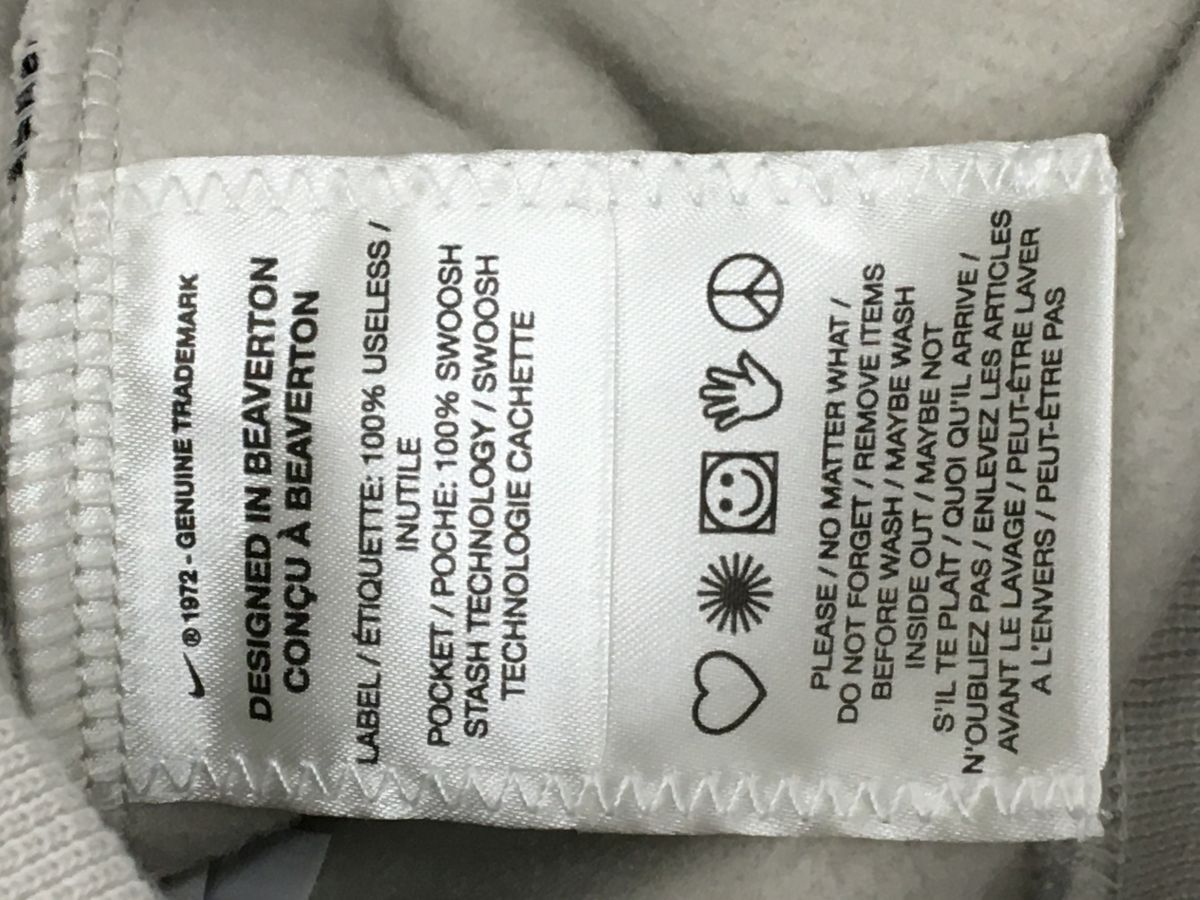 ® 1972 - GENUINE TRADEMARK
DESIGNED IN BEAVERTON
CONÇU À BEAVERTON
LABEL / ÉTIQUETTE: 100% USELESS /
INUTILE
POCKET / POCHE: 100% SWOOSH
STASH TECHNOLOGY / SWOOSH
TECHNOLOGIE CACHETTE
PLEASE / NO MATTER WHAT /
DO NOT FORGET / REMOVE ITEMS
BEFORE WASH / MAYBE WASH
INSIDE OUT / MAYBE NOT
S'IL TE PLAÎT / QUOI QU'IL ARRIVE /
N'OUBLIEZ PAS / ENLEVEZ LES ARTICLES
AVANT LE LAVAGE / PEUT-ÊTRE LAVER
A L'ENVERS / PEUT-ÊTRE PAS